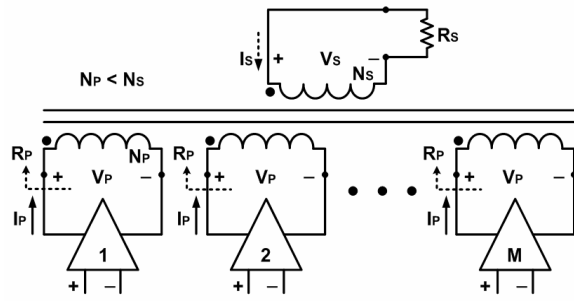 RS
IS + VS −
NS
NP < NS
RP NP RP RP
+ VP − + VP − + VP −
IP IP IP
1 2 M
+ − + − + −